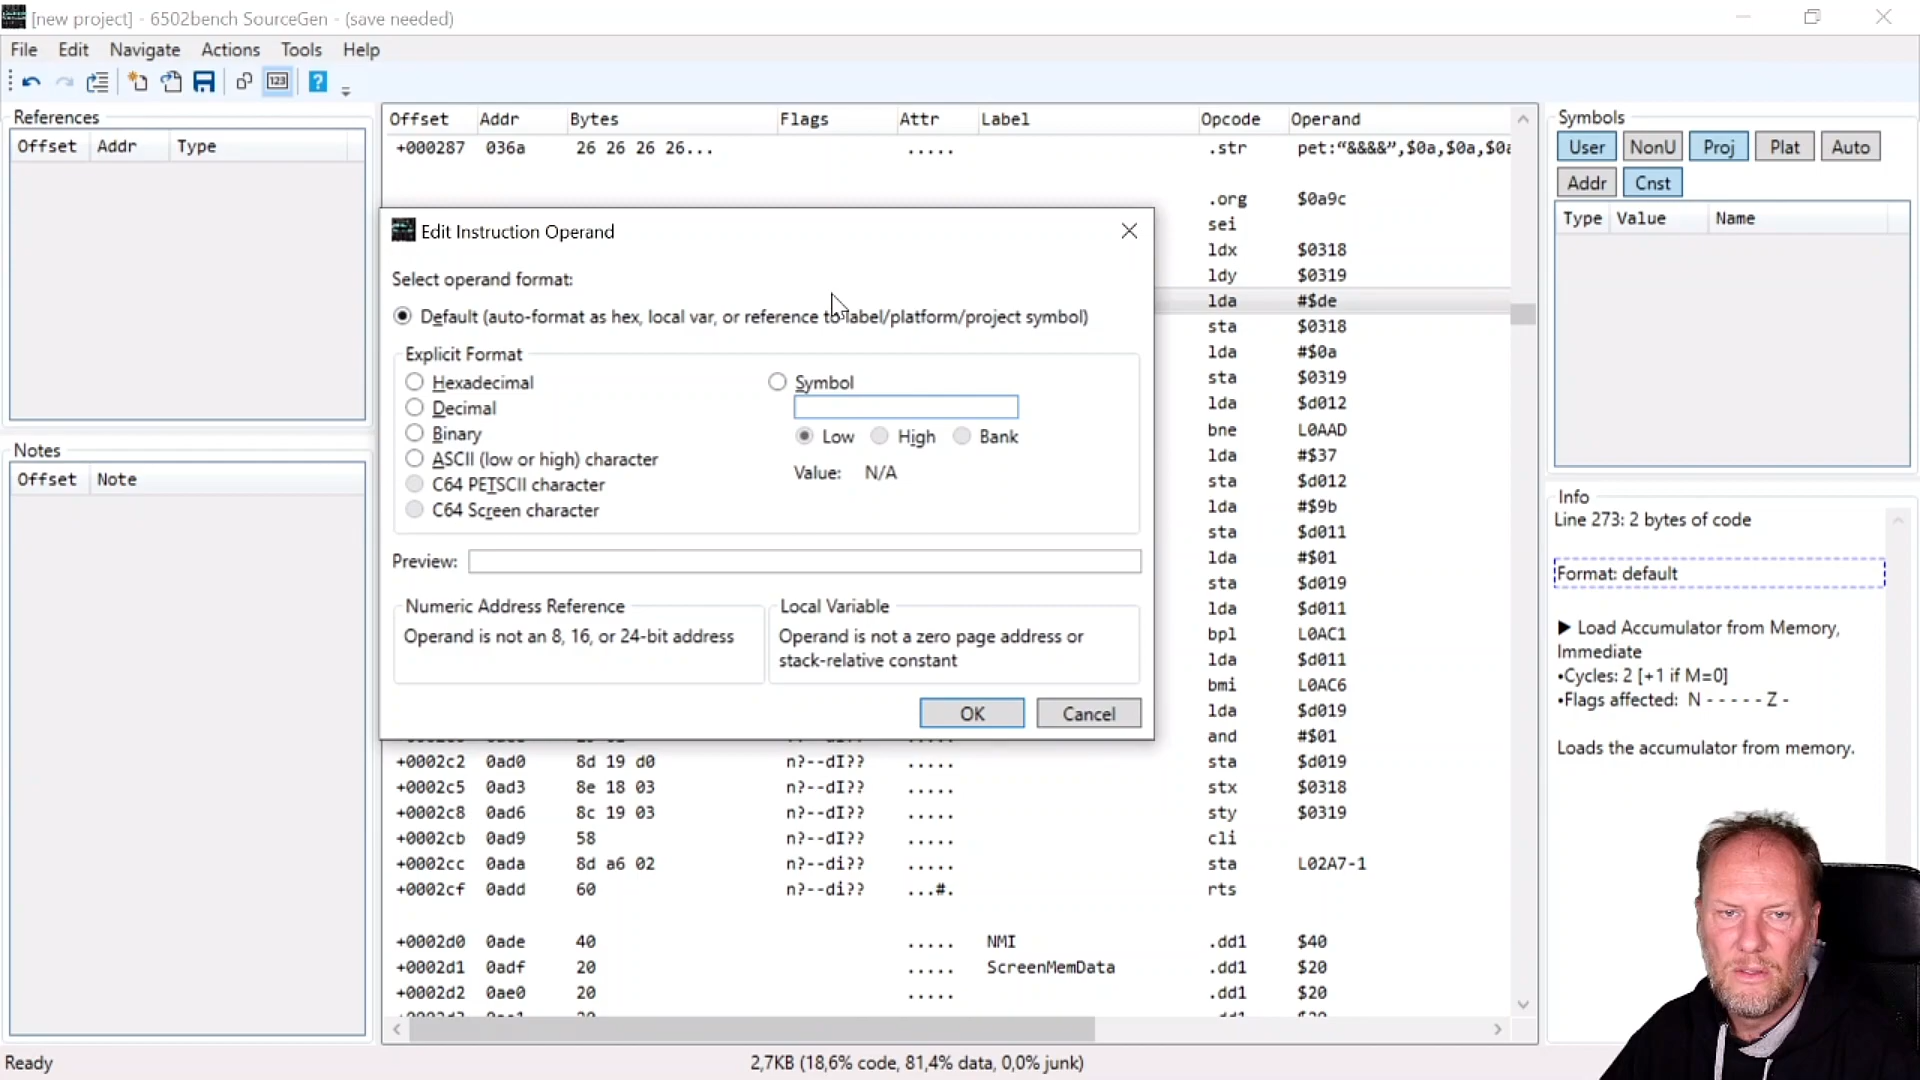 [new project] - 6502bench SourceGen - (save needed)
File Edit Navigate Actions Tools Help
123 ?
References
Offset Addr Type
Notes
Offset Note
Offset Addr Bytes Flags Attr Label Opcode Operand
+000287 036a 26 26 26 26... ..... .str pet:“&&&&”,$0a,$0a,$0a
.org $0a9c
sei
ldx $0318
ldy $0319
lda #$de
sta $0318
lda #$0a
sta $0319
lda $d012
bne L0AAD
lda #$37
sta $d012
lda #$9b
sta $d011
lda #$01
sta $d019
lda $d011
bpl L0AC1
lda $d011
bmi L0AC6
lda $d019
and #$01
+0002c2 0ad0 8d 19 d0 n?--dI?? ..... sta $d019
+0002c5 0ad3 8e 18 03 n?--dI?? ..... stx $0318
+0002c8 0ad6 8c 19 03 n?--dI?? ..... sty $0319
+0002cb 0ad9 58 n?--dI?? ..... cli
+0002cc 0ada 8d a6 02 n?--di?? ..... sta L02A7-1
+0002cf 0add 60 n?--di?? ...#. rts
+0002d0 0ade 40 ..... NMI .dd1 $40
+0002d1 0adf 20 ..... ScreenMemData .dd1 $20
+0002d2 0ae0 20 ..... .dd1 $20
Edit Instruction Operand
Select operand format:
Default (auto-format as hex, local var, or reference to label/platform/project symbol)
Explicit Format
Hexadecimal
Decimal
Binary
ASCII (low or high) character
C64 PETSCII character
C64 Screen character
Symbol
Low High Bank
Value: N/A
Preview:
Numeric Address Reference
Operand is not an 8, 16, or 24-bit address
Local Variable
Operand is not a zero page address or
stack-relative constant
OK Cancel
Symbols
User NonU Proj Plat Auto
Addr Cnst
Type Value Name
Info
Line 273: 2 bytes of code
Format: default
▶ Load Accumulator from Memory,
Immediate
•Cycles: 2 [+1 if M=0]
•Flags affected: N - - - - - Z -
Loads the accumulator from memory.
Ready
2,7KB (18,6% code, 81,4% data, 0,0% junk)